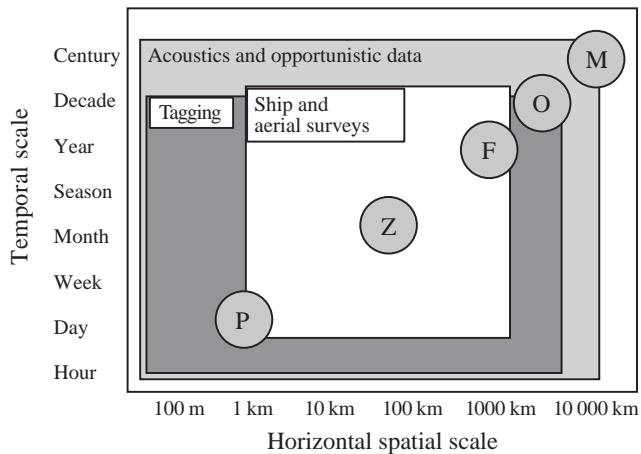 Temporal scale
Century
Decade
Year
Season
Month
Week
Day
Hour
Acoustics and opportunistic data
Tagging
Ship and
aerial surveys
M
O
F
Z
P
100 m 1 km 10 km 100 km 1000 km 10 000 km
Horizontal spatial scale